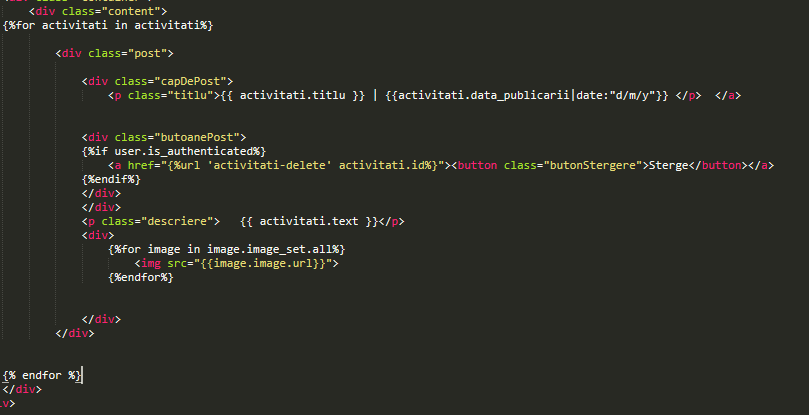 <div class="content">
{%for activitati in activitati%}
<div class="post">
<div class="capDePost">
<p class="titlu">{{ activitati.titlu }} | {{activitati.data_publicarii|date:"d/m/y"}} </p>  </a>
<div class="butoanePost">
{%if user.is_authenticated%}
<a href="{%url 'activitati-delete' activitati.id%}"><button class="butonStergere">Sterge</button></a>
{%endif%}
</div>
</div>
<p class="descriere">   {{ activitati.text }}</p>
<div>
{%for image in image.image_set.all%}
<img src="{{image.image.url}}">
{%endfor%}
</div>
</div>
{% endfor %}
</div>
iv>